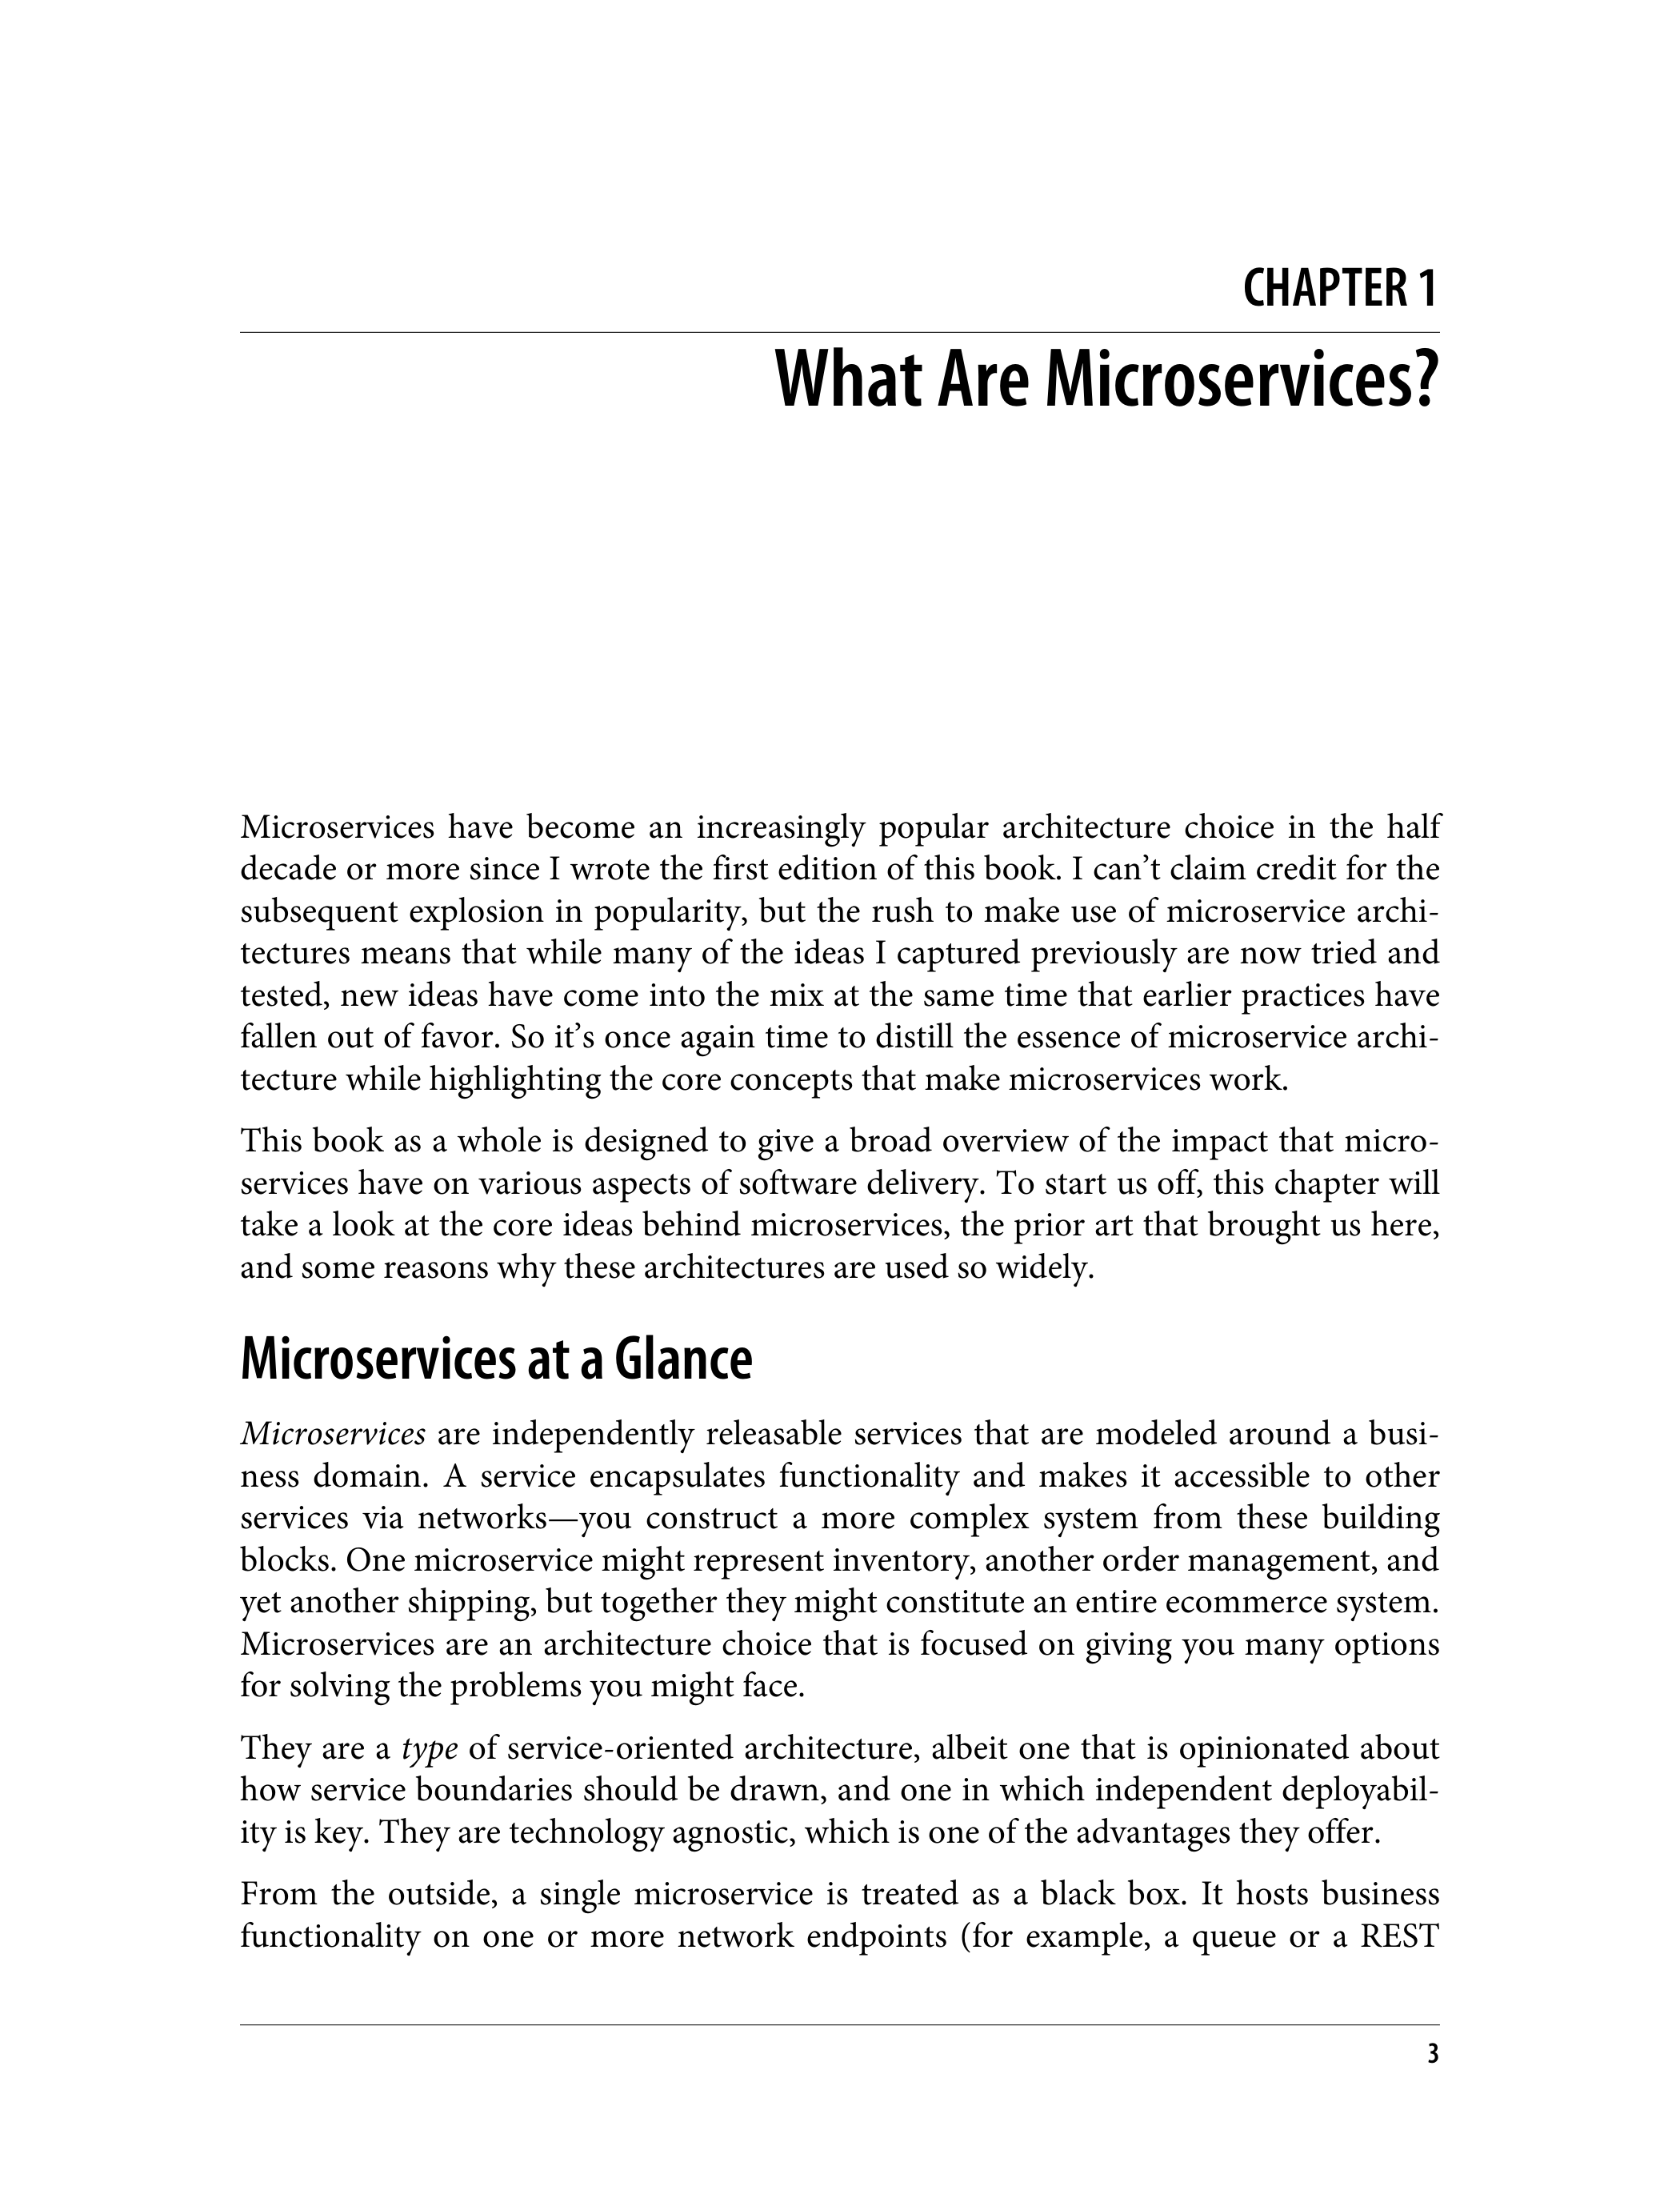 CHAPTER 1
What Are Microservices?
Microservices have become an increasingly popular architecture choice in the half
decade or more since I wrote the first edition of this book. I can’t claim credit for the
subsequent explosion in popularity, but the rush to make use of microservice archi-
tectures means that while many of the ideas I captured previously are now tried and
tested, new ideas have come into the mix at the same time that earlier practices have
fallen out of favor. So it’s once again time to distill the essence of microservice archi-
tecture while highlighting the core concepts that make microservices work.
This book as a whole is designed to give a broad overview of the impact that micro-
services have on various aspects of software delivery. To start us off, this chapter will
take a look at the core ideas behind microservices, the prior art that brought us here,
and some reasons why these architectures are used so widely.
Microservices at a Glance
Microservices are independently releasable services that are modeled around a busi-
ness domain. A service encapsulates functionality and makes it accessible to other
services via networks—you construct a more complex system from these building
blocks. One microservice might represent inventory, another order management, and
yet another shipping, but together they might constitute an entire ecommerce system.
Microservices are an architecture choice that is focused on giving you many options
for solving the problems you might face.
They are a type of service-oriented architecture, albeit one that is opinionated about
how service boundaries should be drawn, and one in which independent deployabil-
ity is key. They are technology agnostic, which is one of the advantages they offer.
From the outside, a single microservice is treated as a black box. It hosts business
functionality on one or more network endpoints (for example, a queue or a REST
3